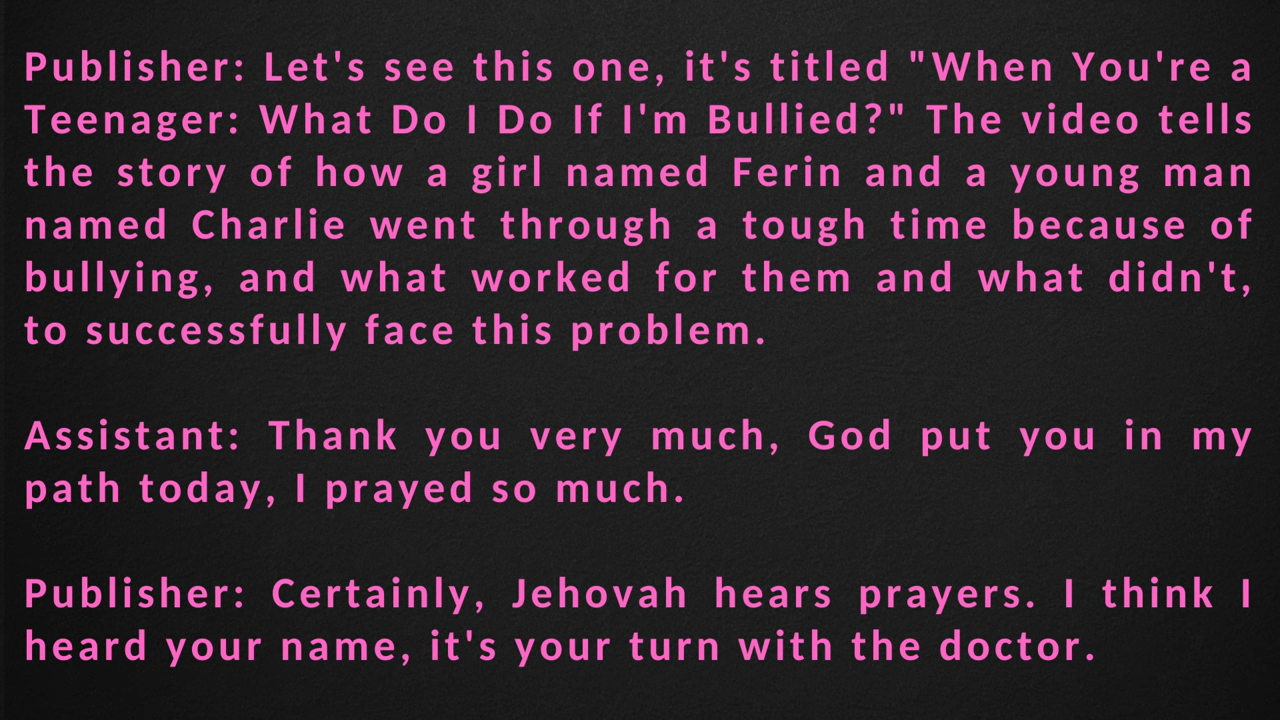 Publisher: Let's see this one, it's titled "When You're a
Teenager: What Do I Do If I'm Bullied?" The video tells
the story of how a girl named Ferin and a young man
named Charlie went through a tough time because of
bullying, and what worked for them and what didn't,
to successfully face this problem.
Assistant: Thank you very much, God put you in my
path today, I prayed so much.
Publisher: Certainly, Jehovah hears prayers. I think I
heard your name, it's your turn with the doctor.